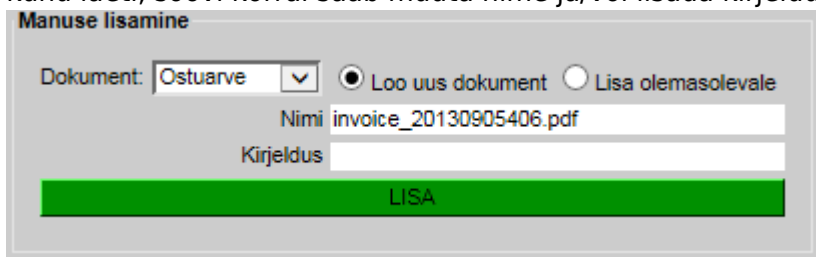 Manuse lisamine
Dokument: Ostuarve Loo uus dokument Lisa olemasolevale
Nimi invoice_20130905406.pdf
Kirjeldus
LISA